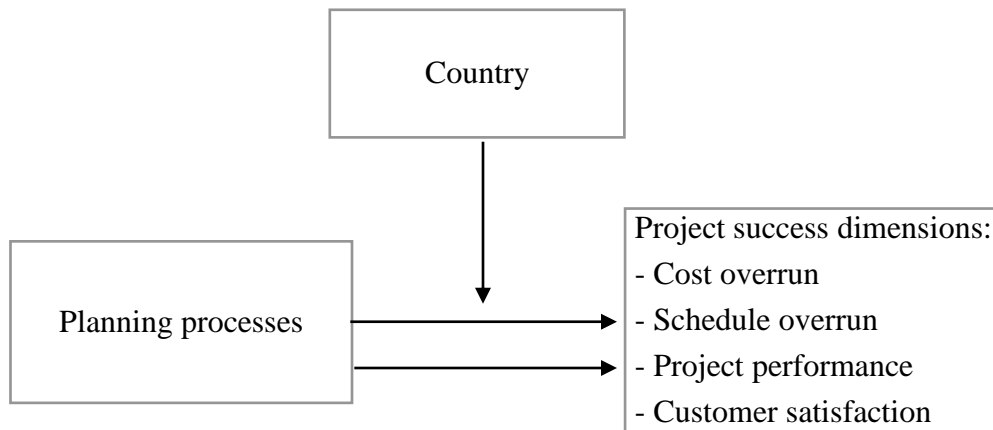 Country
Planning processes
Project success dimensions:
- Cost overrun
- Schedule overrun
- Project performance
- Customer satisfaction